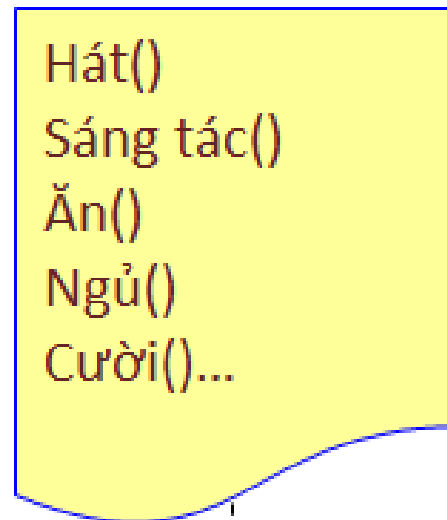 Hát()
Sáng tác()
Ăn()
Ngủ()
Cười()...